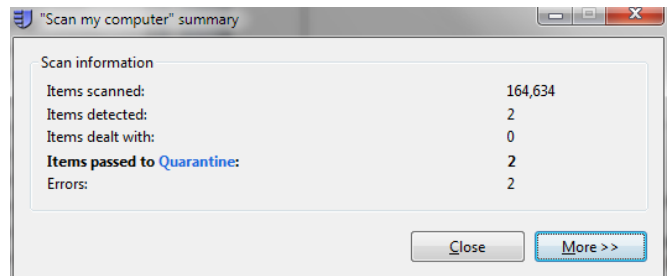 "Scan my computer" summary
Scan information
Items scanned: 164,634
Items detected: 2
Items dealt with: 0
Items passed to Quarantine: 2
Errors: 2
Close More >>